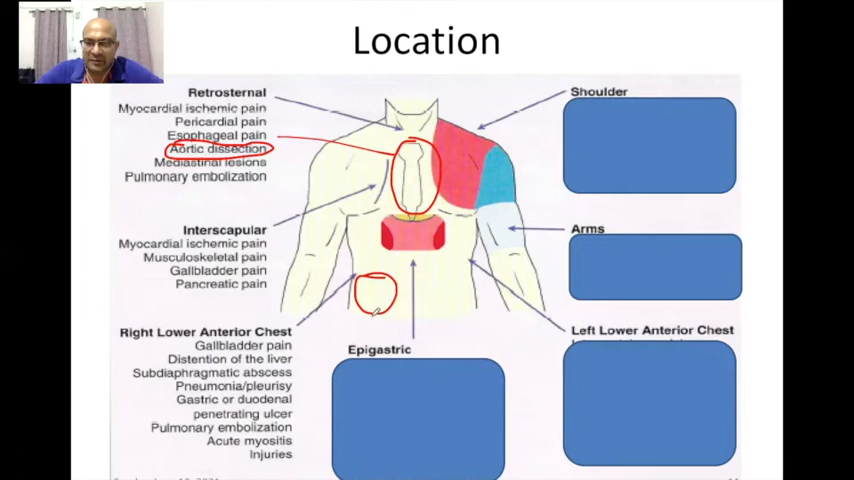 Location
Retrosternal
Myocardial ischemic pain
Pericardial pain
Esophageal pain
Aortic dissection
Mediastinal lesions
Pulmonary embolization
Interscapular
Myocardial ischemic pain
Musculoskeletal pain
Gallbladder pain
Pancreatic pain
Right Lower Anterior Chest
Gallbladder pain
Distention of the liver
Subdiaphragmatic abscess
Pneumonia/pleurisy
Gastric or duodenal
penetrating ulcer
Pulmonary embolization
Acute myositis
Injuries
Epigastric
Shoulder
Arms
Left Lower Anterior Chest